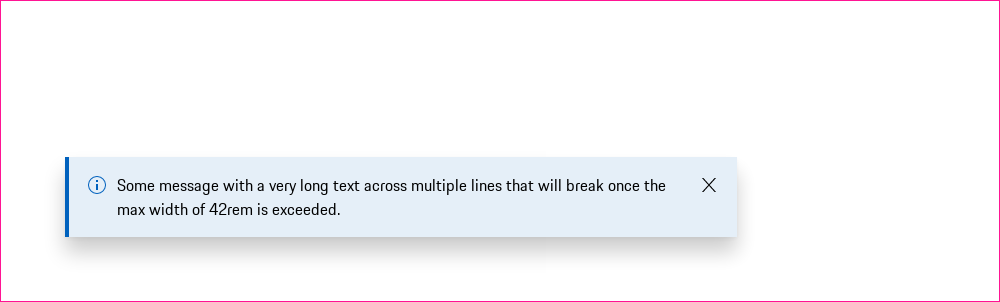 Some message with a very long text across multiple lines that will break once the
max width of 42rem is exceeded.